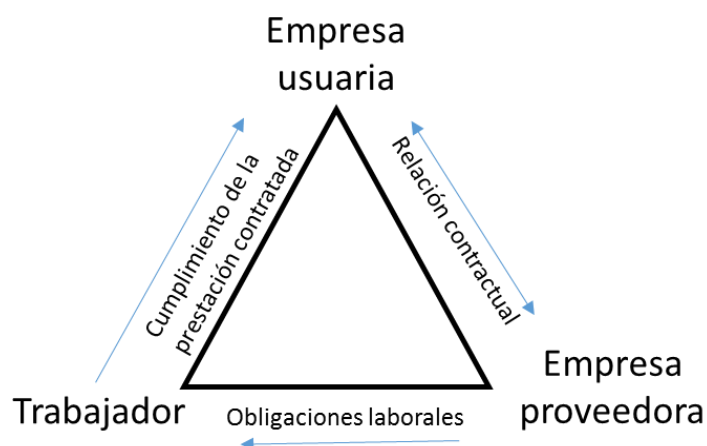 Empresa
usuaria
Cumplimiento de la
prestación contratada
Relación contractual
Trabajador
Obligaciones laborales
Empresa
proveedora